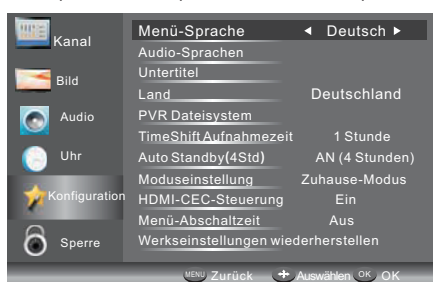 Kanal
Bild
Audio
Uhr
Konfiguration
Sperre
Menü-Sprache Deutsch
Audio-Sprachen
Untertitel
Land Deutschland
PVR Dateisystem
TimeShift Aufnahmezeit 1 Stunde
Auto Standby(4Std) AN (4 Stunden)
Moduseinstellung Zuhause-Modus
HDMI-CEC-Steuerung Ein
Menü-Abschaltzeit Aus
Werkseinstellungen wiederherstellen
MENU Zurück Auswählen OK OK